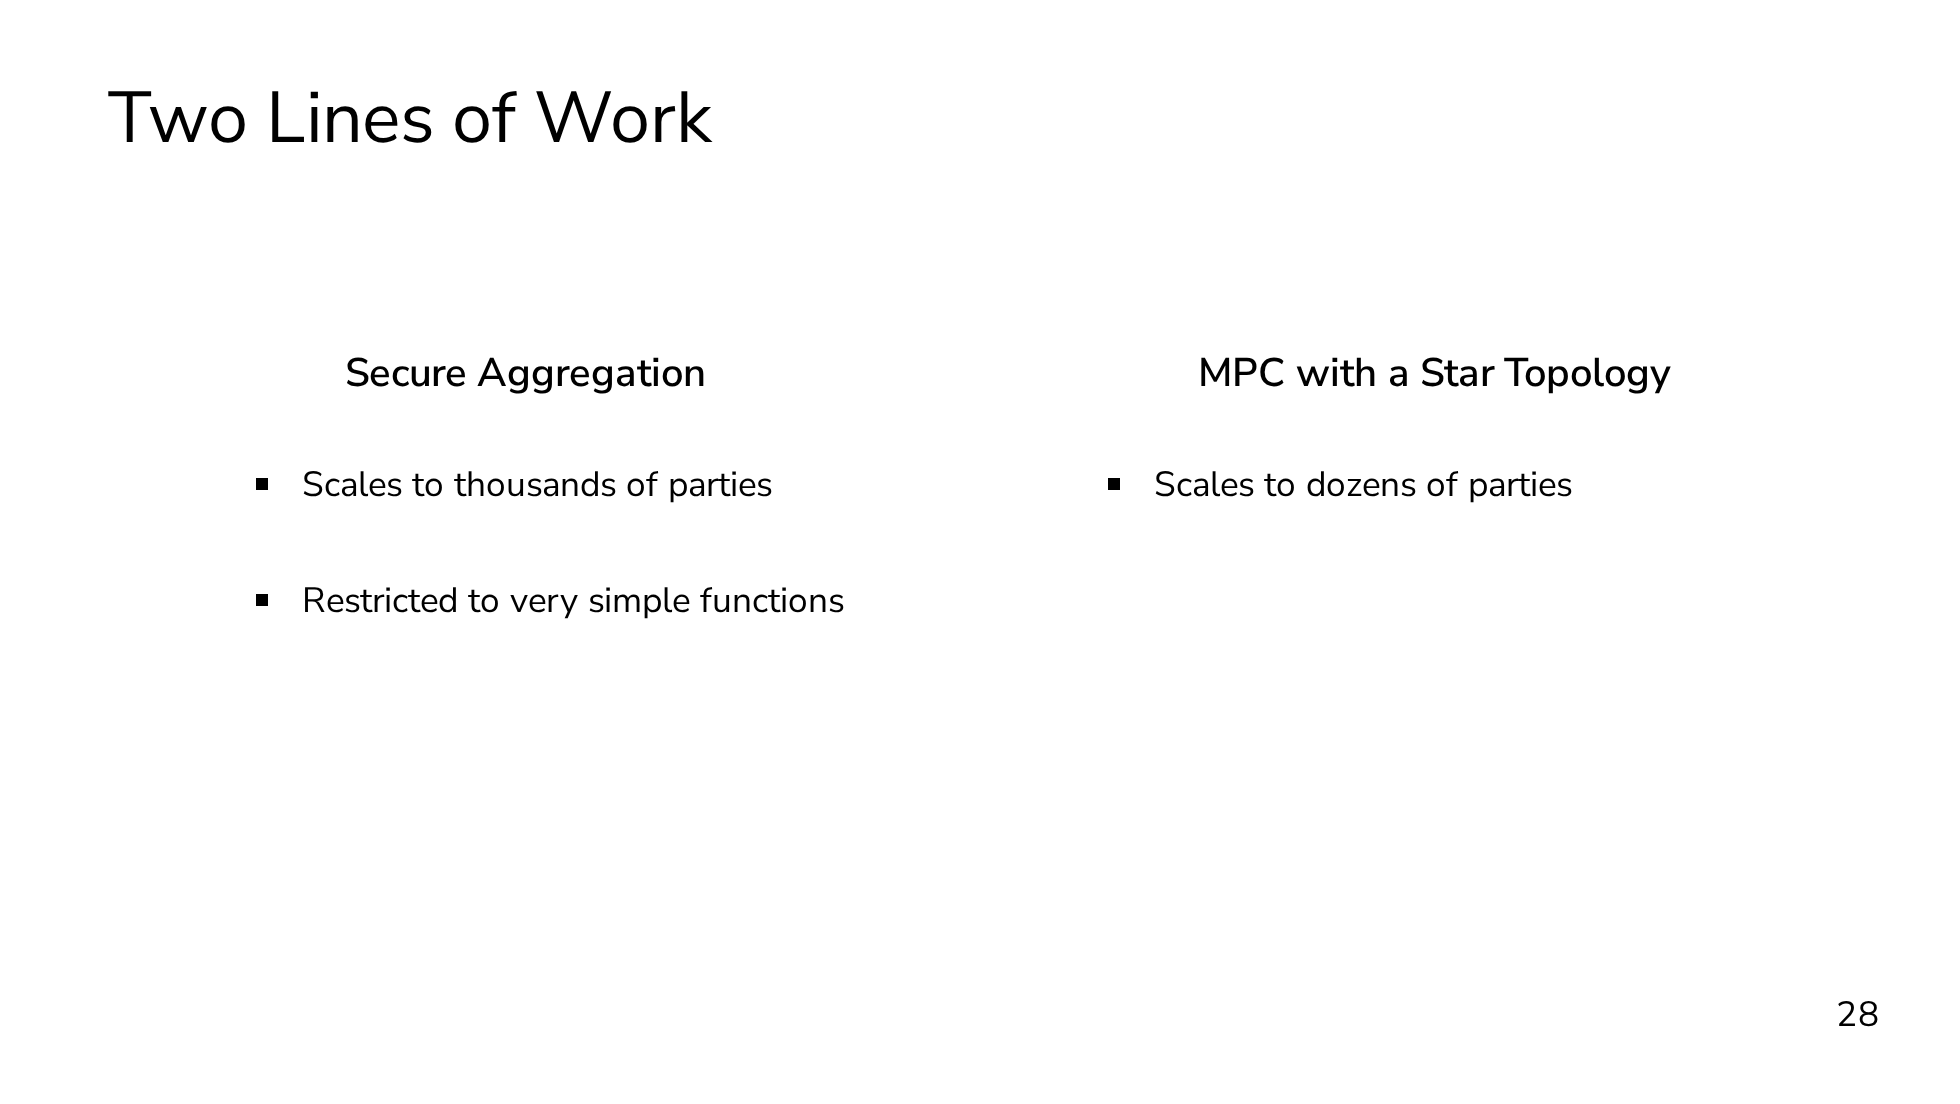 Two Lines of Work
Secure Aggregation
▪ Scales to thousands of parties
▪ Restricted to very simple functions
MPC with a Star Topology
▪ Scales to dozens of parties
28